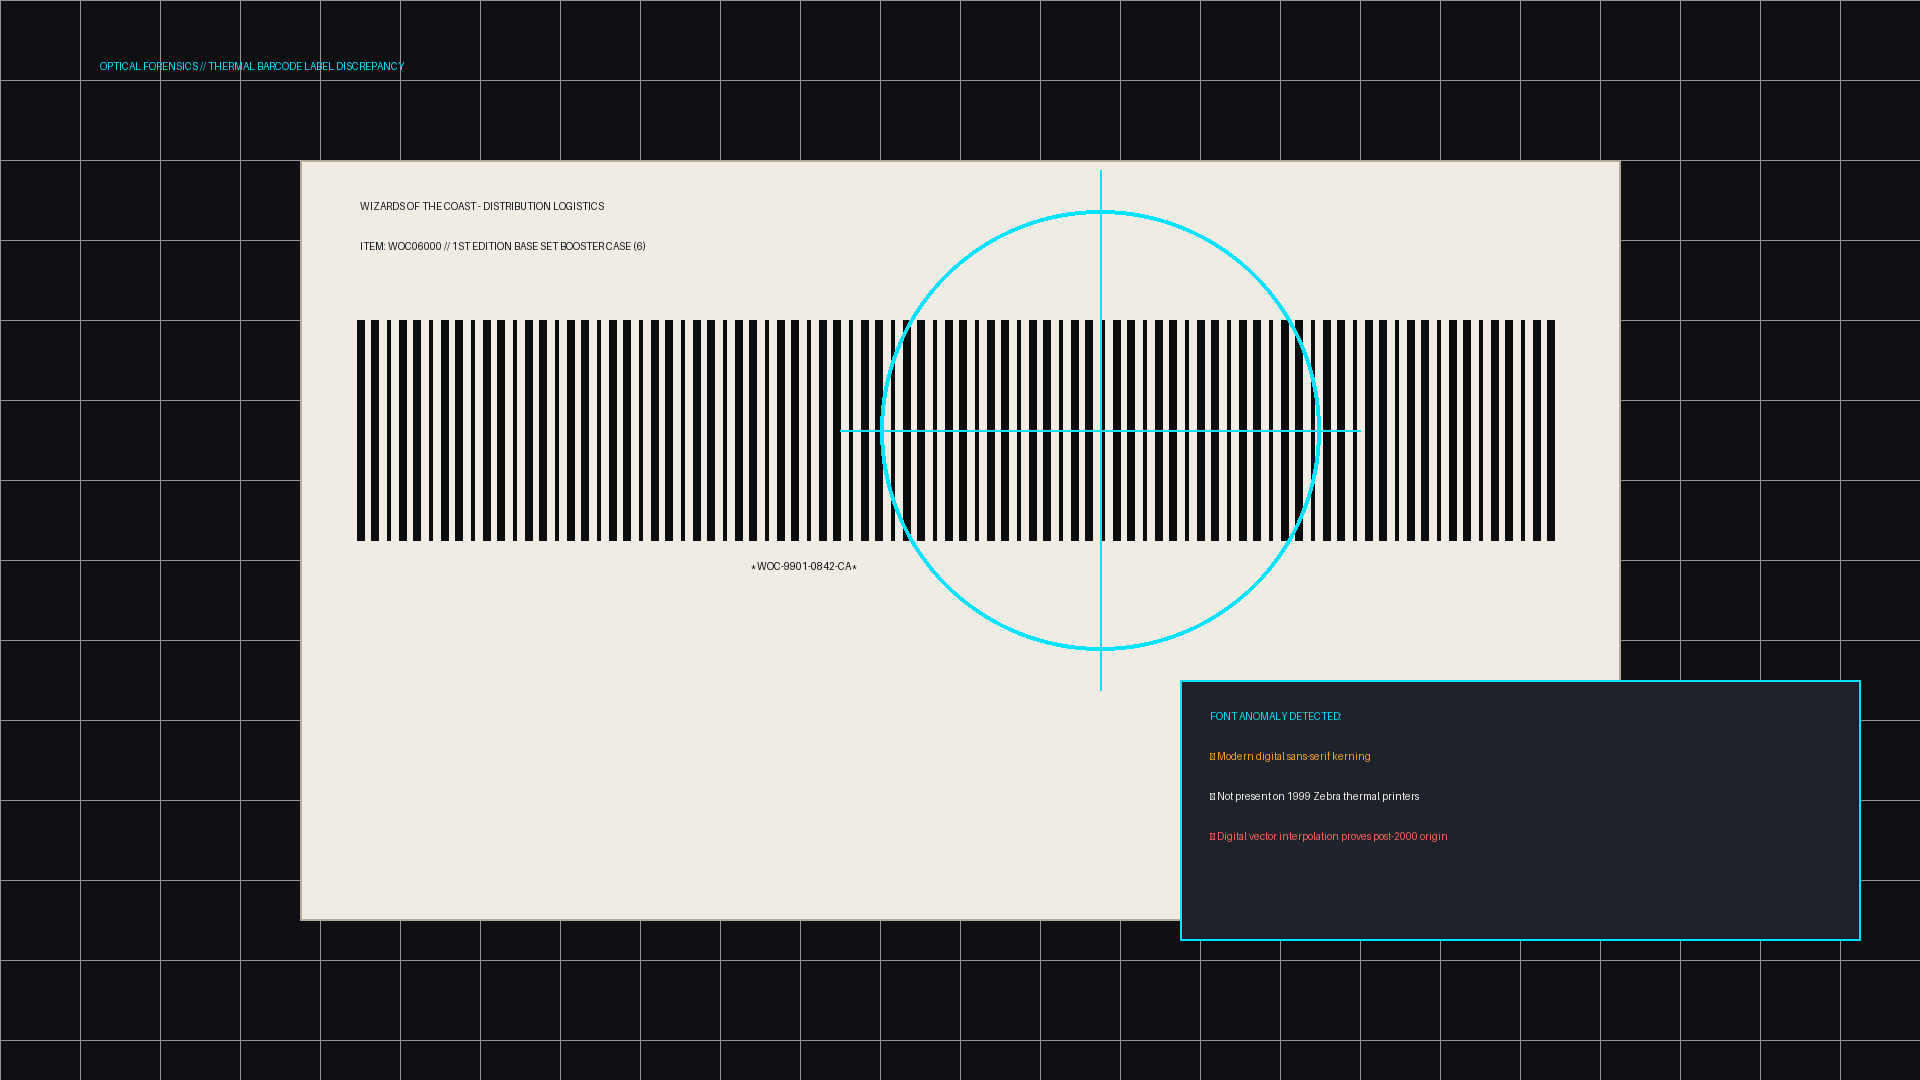 OPTICAL FORENSICS // THERMAL BARCODE LABEL DISCREPANCY
WIZARDS OF THE COAST - DISTRIBUTION LOGISTICS
ITEM: WOC06000 // 1ST EDITION BASE SET BOOSTER CASE (6)
*WOC-9901-0842-CA*
FONT ANOMALY DETECTED:
Modern digital sans-serif kerning
Not present on 1999 Zebra thermal printers
Digital vector interpolation proves post-2000 origin